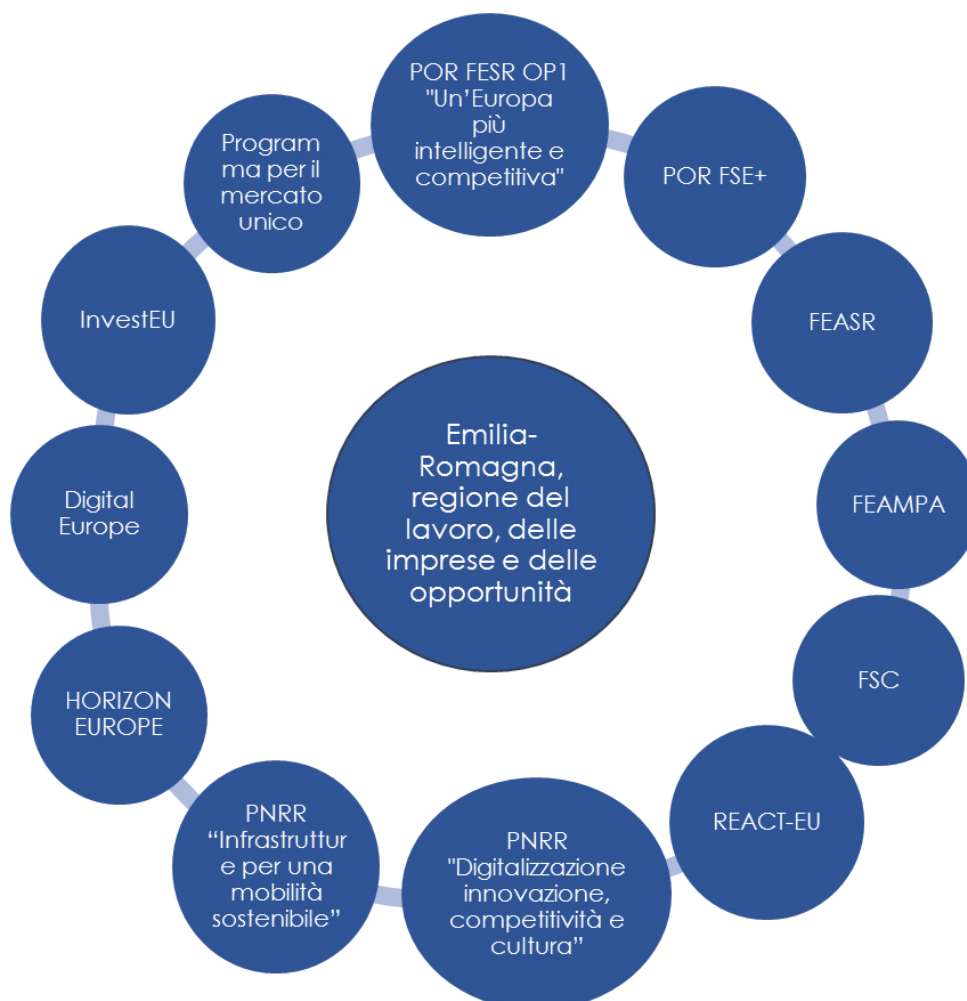 POR FESR OP1
"Un'Europa
più
intelligente e
competitiva"
POR FSE+
FEASR
FEAMPA
FSC
REACT-EU
PNRR
"Digitalizzazione
innovazione,
competitività e
cultura”
PNRR
“Infrastruttur
e per una
mobilità
sostenibile”
HORIZON
EUROPE
Digital
Europe
InvestEU
Program
ma per il
mercato
unico
Emilia-
Romagna,
regione del
lavoro, delle
imprese e delle
opportunità